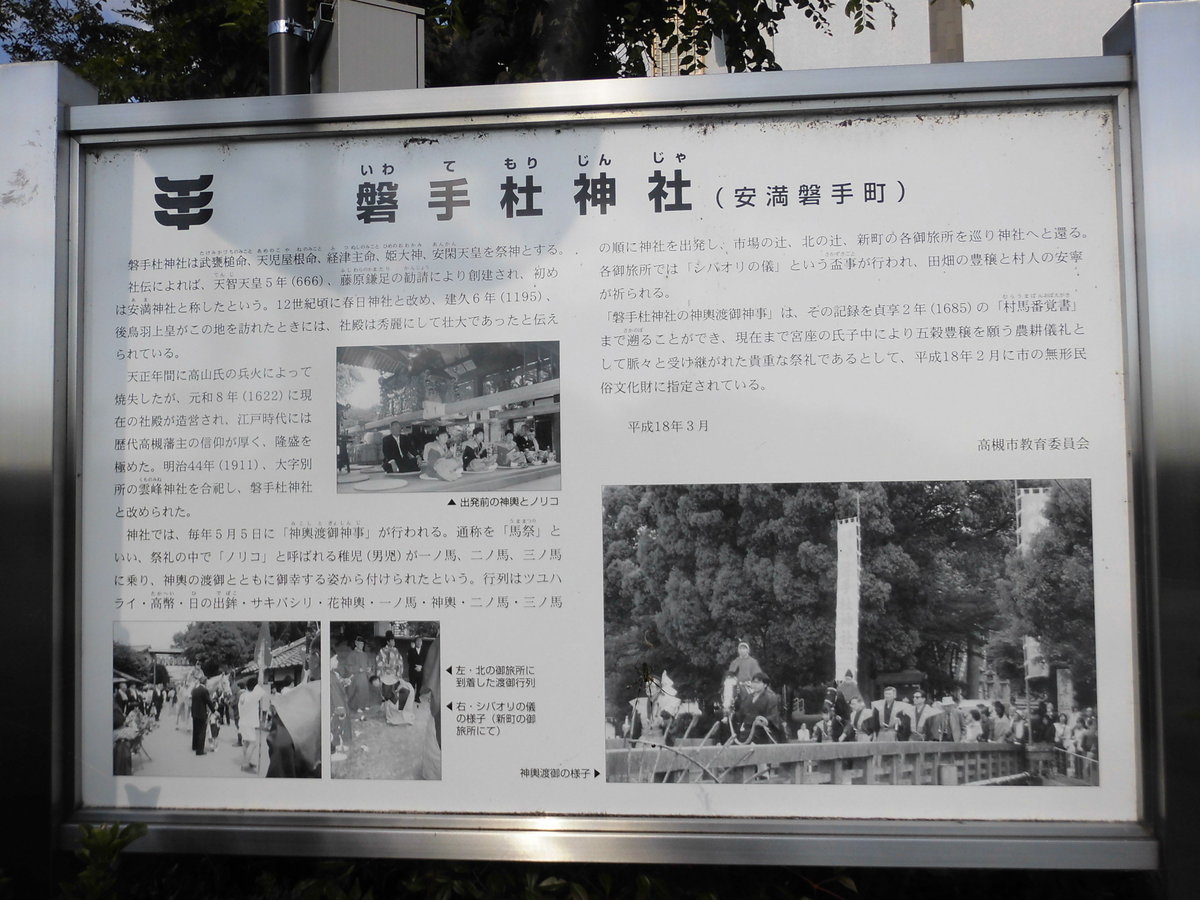 いわ て もり じん じゃ
磐手杜神社(安満磐手町)
磐手杜神社は武甕槌命、天児屋根命、経津主命、姫大神、安閑天皇を祭神とする。
社伝によれば、天智天皇5年(666)、藤原鎌足の勧請により創建され、初め
は安満神社と称したという。12世紀頃に春日神社と改め、建久6年(1195)、
後鳥羽上皇がこの地を訪れたときには、社殿は秀麗にして壮大であったと伝え
られている。
天正年間に高山氏の兵火によって
焼失したが、元和8年(1622)に現
在の社殿が造営され、江戸時代には
歴代高槻藩主の信仰が厚く、隆盛を
極めた。明治44年(1911)、大字別
所の雲峰神社を合祀し、磐手杜神社
と改められた。
▲出発前の神輿とノリコ
神社では、毎年5月5日に「神輿渡御神事」が行われる。通称を「馬祭」と
いい、祭礼の中で「ノリコ」と呼ばれる稚児(男児)が一ノ馬、二ノ馬、三ノ馬
に乗り、神輿の渡御とともに御幸する姿から付けられたという。行列はツユハ
ライ・高幣・日の出鉾・サキバシリ・花神輿・一ノ馬・神輿・二ノ馬・三ノ馬
◀左・北の御旅所に
到着した渡御行列
◀右・シバオリの儀
の様子(新町の御
旅所にて)
の順に神社を出発し、市場の辻、北の辻、新町の各御旅所を巡り神社へと還る。
各御旅所では「シバオリの儀」という盃事が行われ、田畑の豊穣と村人の安寧
が祈られる。
「磐手杜神社の神輿渡御神事」は、その記録を貞享2年(1685)の「村馬番覚書」
まで遡ることができ、現在まで宮座の氏子中により五穀豊穣を願う農耕儀礼と
して脈々と受け継がれた貴重な祭礼であるとして、平成18年2月に市の無形民
俗文化財に指定されている。
平成18年3月
高槻市教育委員会
神輿渡御の様子▶